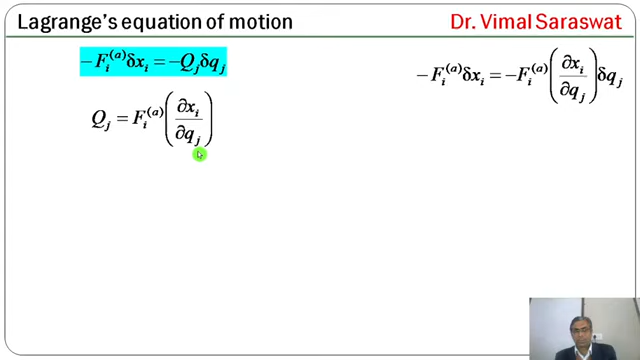 Lagrange's equation of motion
Dr. Vimal Saraswat
−F_i^(a) δx_i = −Q_j δq_j
−F_i^(a) δx_i = −F_i^(a) (∂x_i/∂q_j) δq_j
Q_j = F_i^(a) (∂x_i/∂q_j)